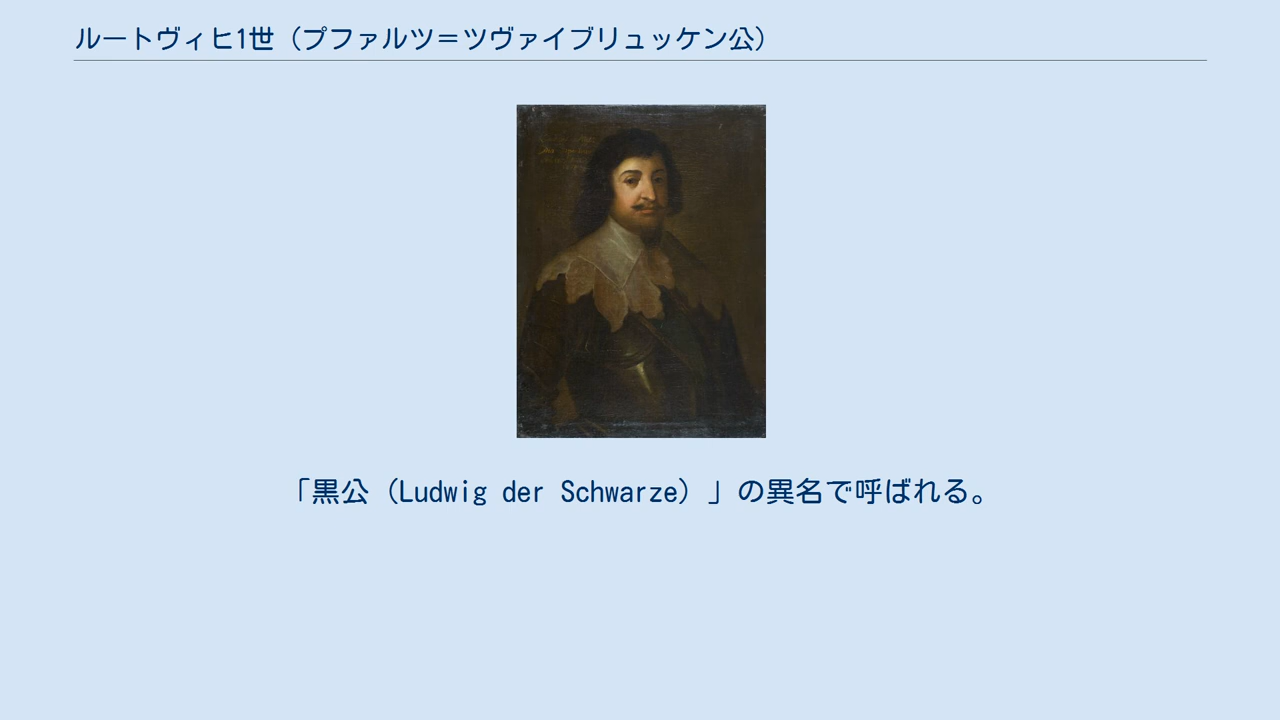 ルートヴィヒ1世（プファルツ＝ツヴァイブリュッケン公）
「黒公（Ludwig der Schwarze）」の異名で呼ばれる。